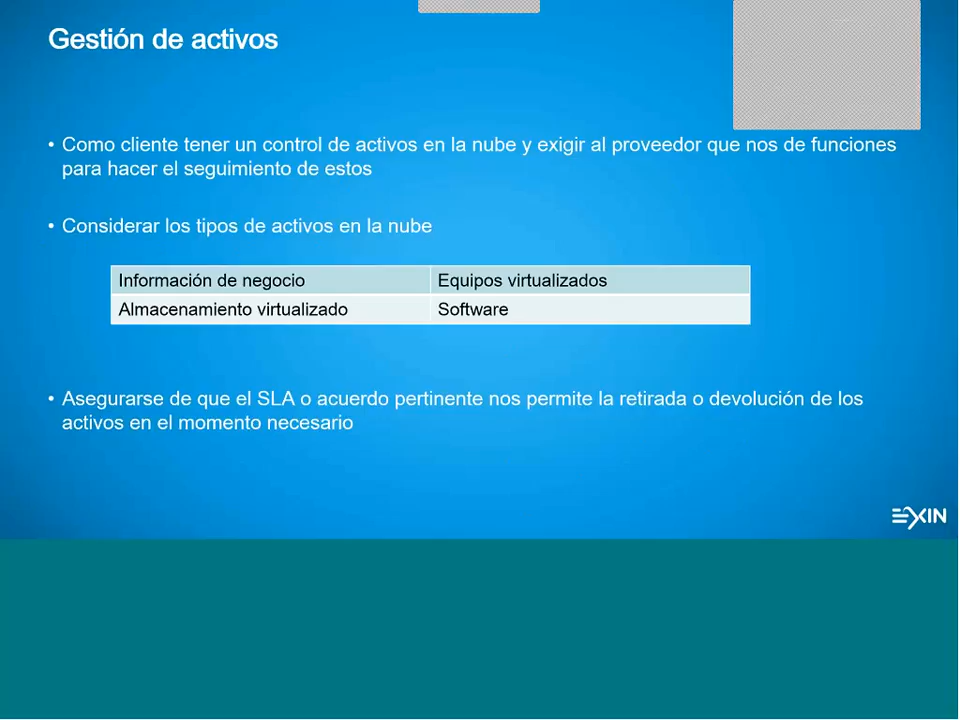 Gestión de activos
• Como cliente tener un control de activos en la nube y exigir al proveedor que nos de funciones
para hacer el seguimiento de estos
• Considerar los tipos de activos en la nube
Información de negocio Equipos virtualizados
Almacenamiento virtualizado Software
• Asegurarse de que el SLA o acuerdo pertinente nos permite la retirada o devolución de los
activos en el momento necesario
EXIN